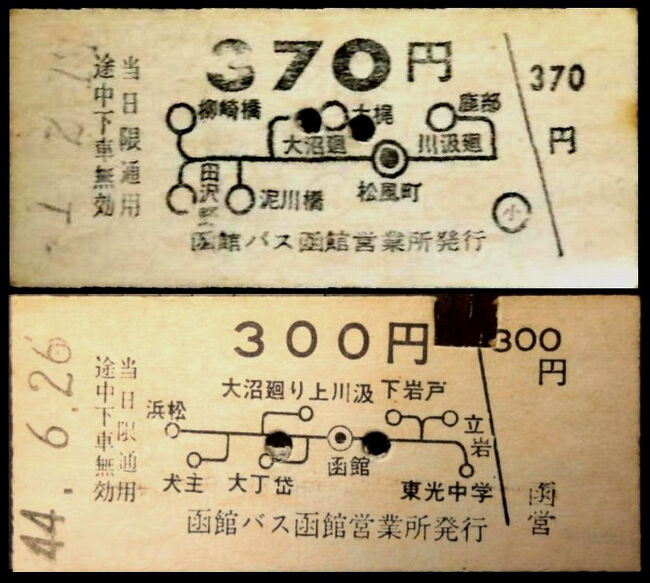 370円
370
円
柳崎橋
大沼廻
鹿部
川汲廻
泥川橋
松風町
小
当日限通用
途中下車無効
函館バス函館営業所発行
300円
300
円
44.6.26
当日限通用
途中下車無効
大沼廻り
上川汲
下岩戸
浜松
立岩
函館
犬主
大丁岱
東光中学
函館バス函館営業所発行
函営